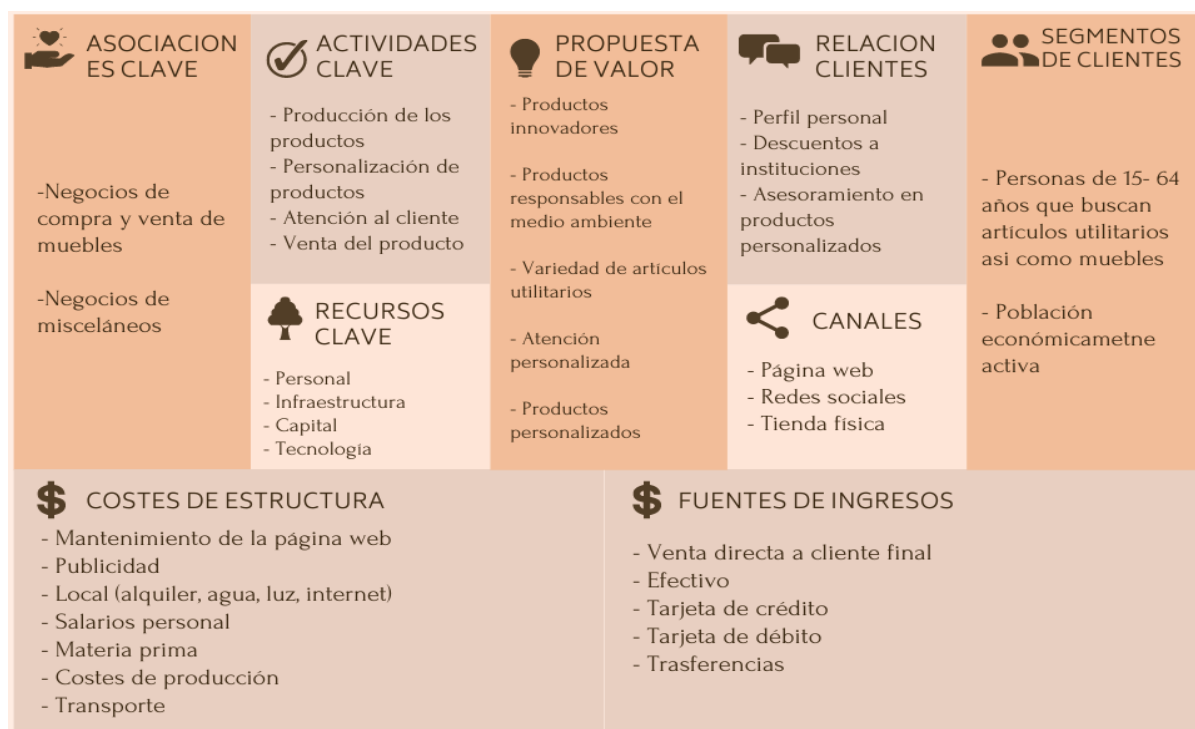 ASOCIACION
ES CLAVE
-Negocios de
compra y venta de
muebles
-Negocios de
misceláneos
ACTIVIDADES
CLAVE
- Producción de los
productos
- Personalización de
productos
- Atención al cliente
- Venta del producto
RECURSOS
CLAVE
- Personal
- Infraestructura
- Capital
- Tecnología
PROPUESTA
DE VALOR
- Productos
innovadores
- Productos
responsables con el
medio ambiente
- Variedad de artículos
utilitarios
- Atención
personalizada
- Productos
personalizados
RELACION
CLIENTES
- Perfil personal
- Descuentos a
instituciones
- Asesoramiento en
productos
personalizados
CANALES
- Página web
- Redes sociales
- Tienda física
SEGMENTOS
DE CLIENTES
- Personas de 15- 64
años que buscan
artículos utilitarios
asi como muebles
- Población
económicametne
activa
COSTES DE ESTRUCTURA
- Mantenimiento de la página web
- Publicidad
- Local (alquiler, agua, luz, internet)
- Salarios personal
- Materia prima
- Costes de producción
- Transporte
FUENTES DE INGRESOS
- Venta directa a cliente final
- Efectivo
- Tarjeta de crédito
- Tarjeta de débito
- Trasferencias